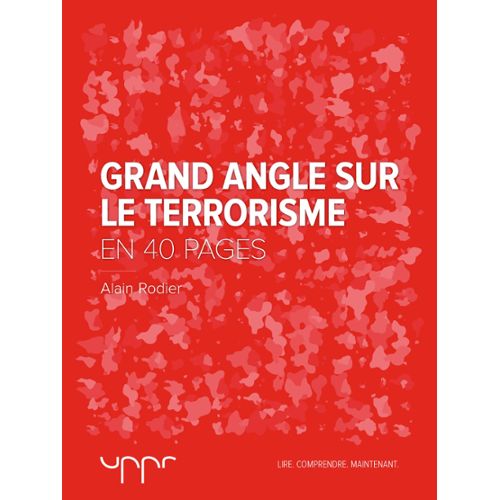 GRAND ANGLE SUR
LE TERRORISME
EN 40 PAGES
Alain Rodier
uppr
LIRE. COMPRENDRE. MAINTENANT.